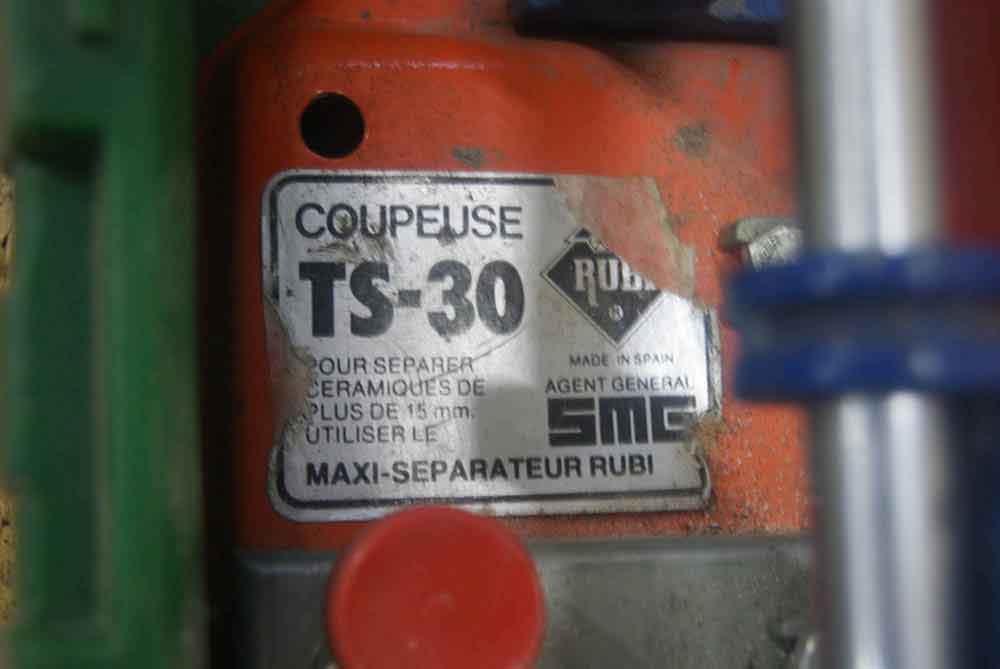 COUPEUSE
TS-30
RUBI
®
MADE IN SPAIN
POUR SEPARER
CERAMIQUES DE
PLUS DE 15 mm.
UTILISER LE
AGENT GENERAL
SMG
MAXI-SEPARATEUR RUBI